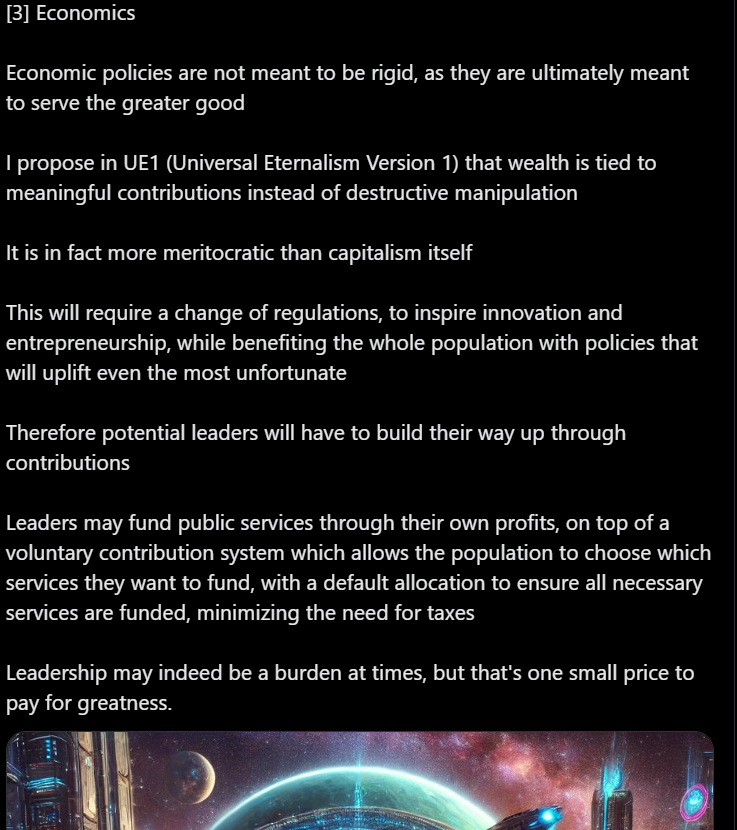 [3] Economics
Economic policies are not meant to be rigid, as they are ultimately meant
to serve the greater good
I propose in UE1 (Universal Eternalism Version 1) that wealth is tied to
meaningful contributions instead of destructive manipulation
It is in fact more meritocratic than capitalism itself
This will require a change of regulations, to inspire innovation and
entrepreneurship, while benefiting the whole population with policies that
will uplift even the most unfortunate
Therefore potential leaders will have to build their way up through
contributions
Leaders may fund public services through their own profits, on top of a
voluntary contribution system which allows the population to choose which
services they want to fund, with a default allocation to ensure all necessary
services are funded, minimizing the need for taxes
Leadership may indeed be a burden at times, but that's one small price to
pay for greatness.